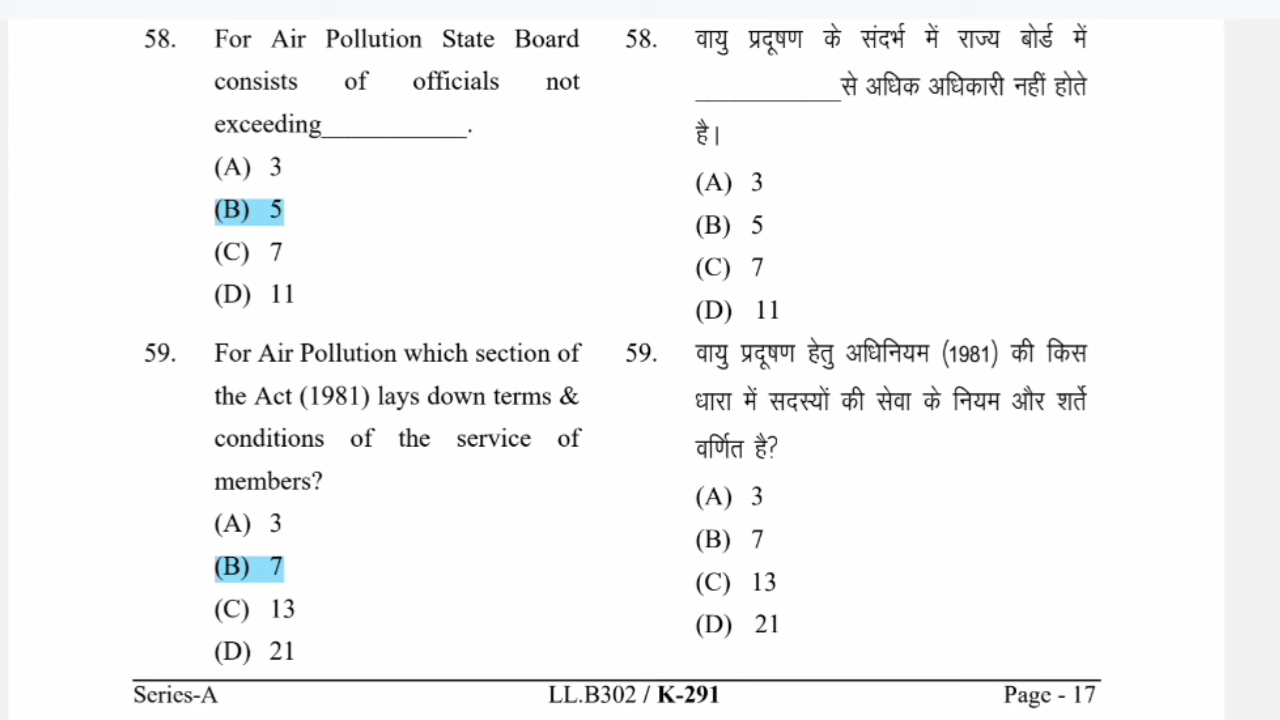 58. For Air Pollution State Board
consists of officials not
exceeding___________.
(A) 3
(B) 5
(C) 7
(D) 11
59. For Air Pollution which section of
the Act (1981) lays down terms &
conditions of the service of
members?
(A) 3
(B) 7
(C) 13
(D) 21
58. वायु प्रदूषण के संदर्भ में राज्य बोर्ड में
___________से अधिक अधिकारी नहीं होते
है।
(A) 3
(B) 5
(C) 7
(D) 11
59. वायु प्रदूषण हेतु अधिनियम (1981) की किस
धारा में सदस्यों की सेवा के नियम और शर्ते
वर्णित है?
(A) 3
(B) 7
(C) 13
(D) 21
Series-A LL.B302 / K-291 Page - 17